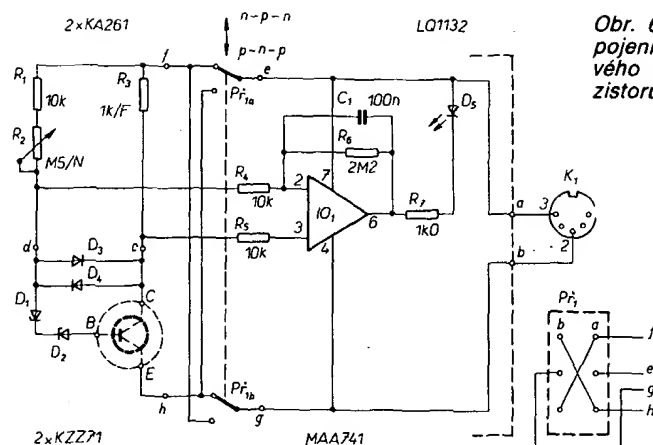 2×KA261
n-p-n
p-n-p
LQ1132
Obr. 6
pojení
vého
zistoru
R1
10k
R2
M5/N
R3
1k/F
f
Př1a
e
C1
100n
R6
2M2
D5
R4
10k
R5
10k
2
3
7
4
6
IO1
R7
1k0
a
b
3
2
K1
d
c
D3
D4
D1
D2
B
C
E
h
Př1b
g
Př1
b
a
f
e
g
h
2×KZZ71
MAA741